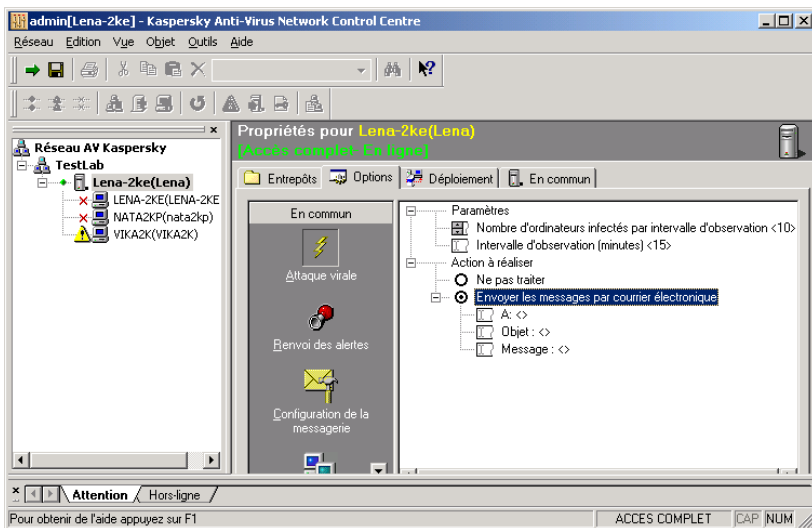 admin[Lena-2ke] - Kaspersky Anti-Virus Network Control Centre
Réseau Edition Vue Objet Outils Aide
Réseau AV Kaspersky
TestLab
Lena-2ke(Lena)
LENA-2KE(LENA-2KE
NATA2KP(nata2kp)
VIKA2K(VIKA2K)
Propriétés pour Lena-2ke(Lena)
[Accès complet- En ligne]
Entrepôts Options Déploiement En commun
En commun
Attaque virale
Renvoi des alertes
Configuration de la
messagerie
Paramètres
Nombre d'ordinateurs infectés par intervalle d'observation <10>
Intervalle d'observation (minutes) <15>
Action à réaliser
Ne pas traiter
Envoyer les messages par courrier électronique
A: <>
Objet : <>
Message : <>
Attention Hors-ligne
Pour obtenir de l'aide appuyez sur F1 ACCES COMPLET CAP NUM